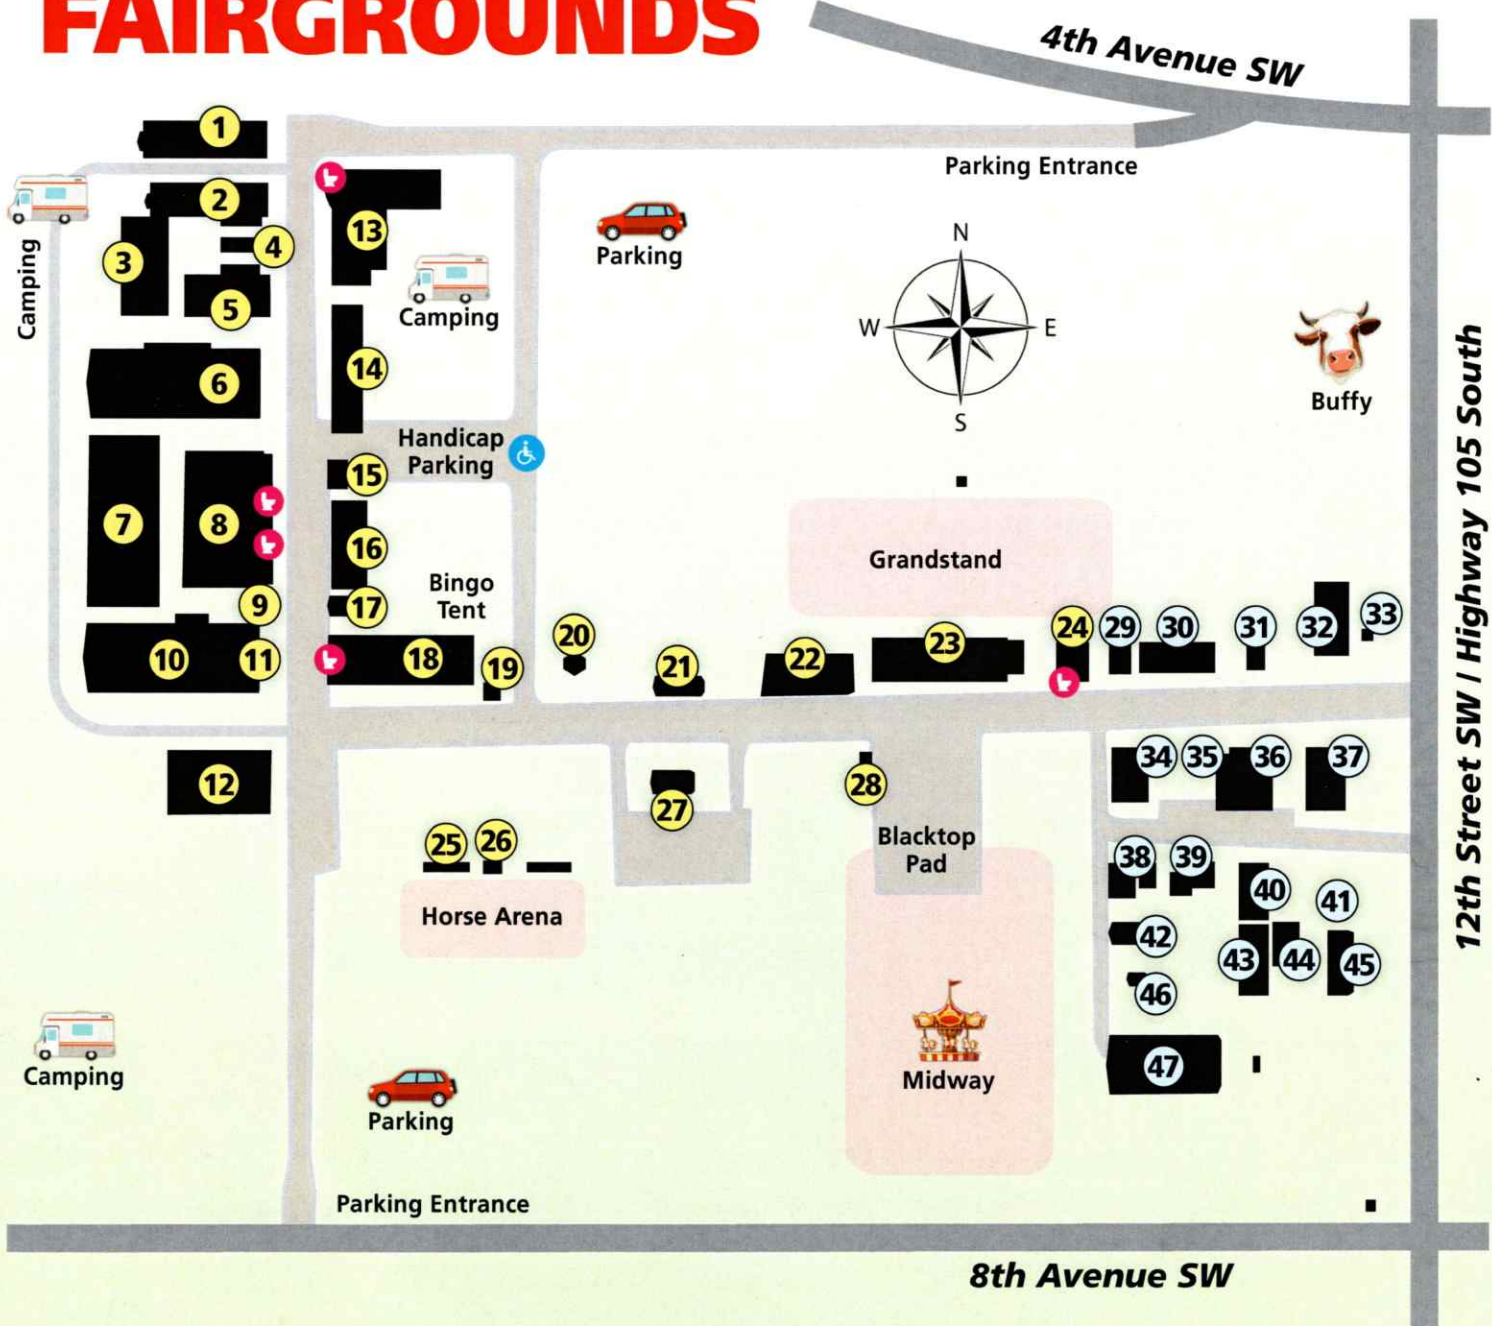 FAIRGROUNDS
4th Avenue SW
1
Parking Entrance
2
13
4
3
Parking
N
Camping
5
Camping
W
E
12th Street SW / Highway 105 South
14
6
Buffy
S
Handicap
Parking
15
7
8
16
Grandstand
Bingo
Tent
9
17
20
24
29
30
31
32
33
10
11
18
19
21
22
23
12
28
27
34
35
36
37
25
26
Blacktop
Pad
38
39
40
41
Horse Arena
42
43
44
45
46
Camping
Midway
47
Parking
Parking Entrance
8th Avenue SW